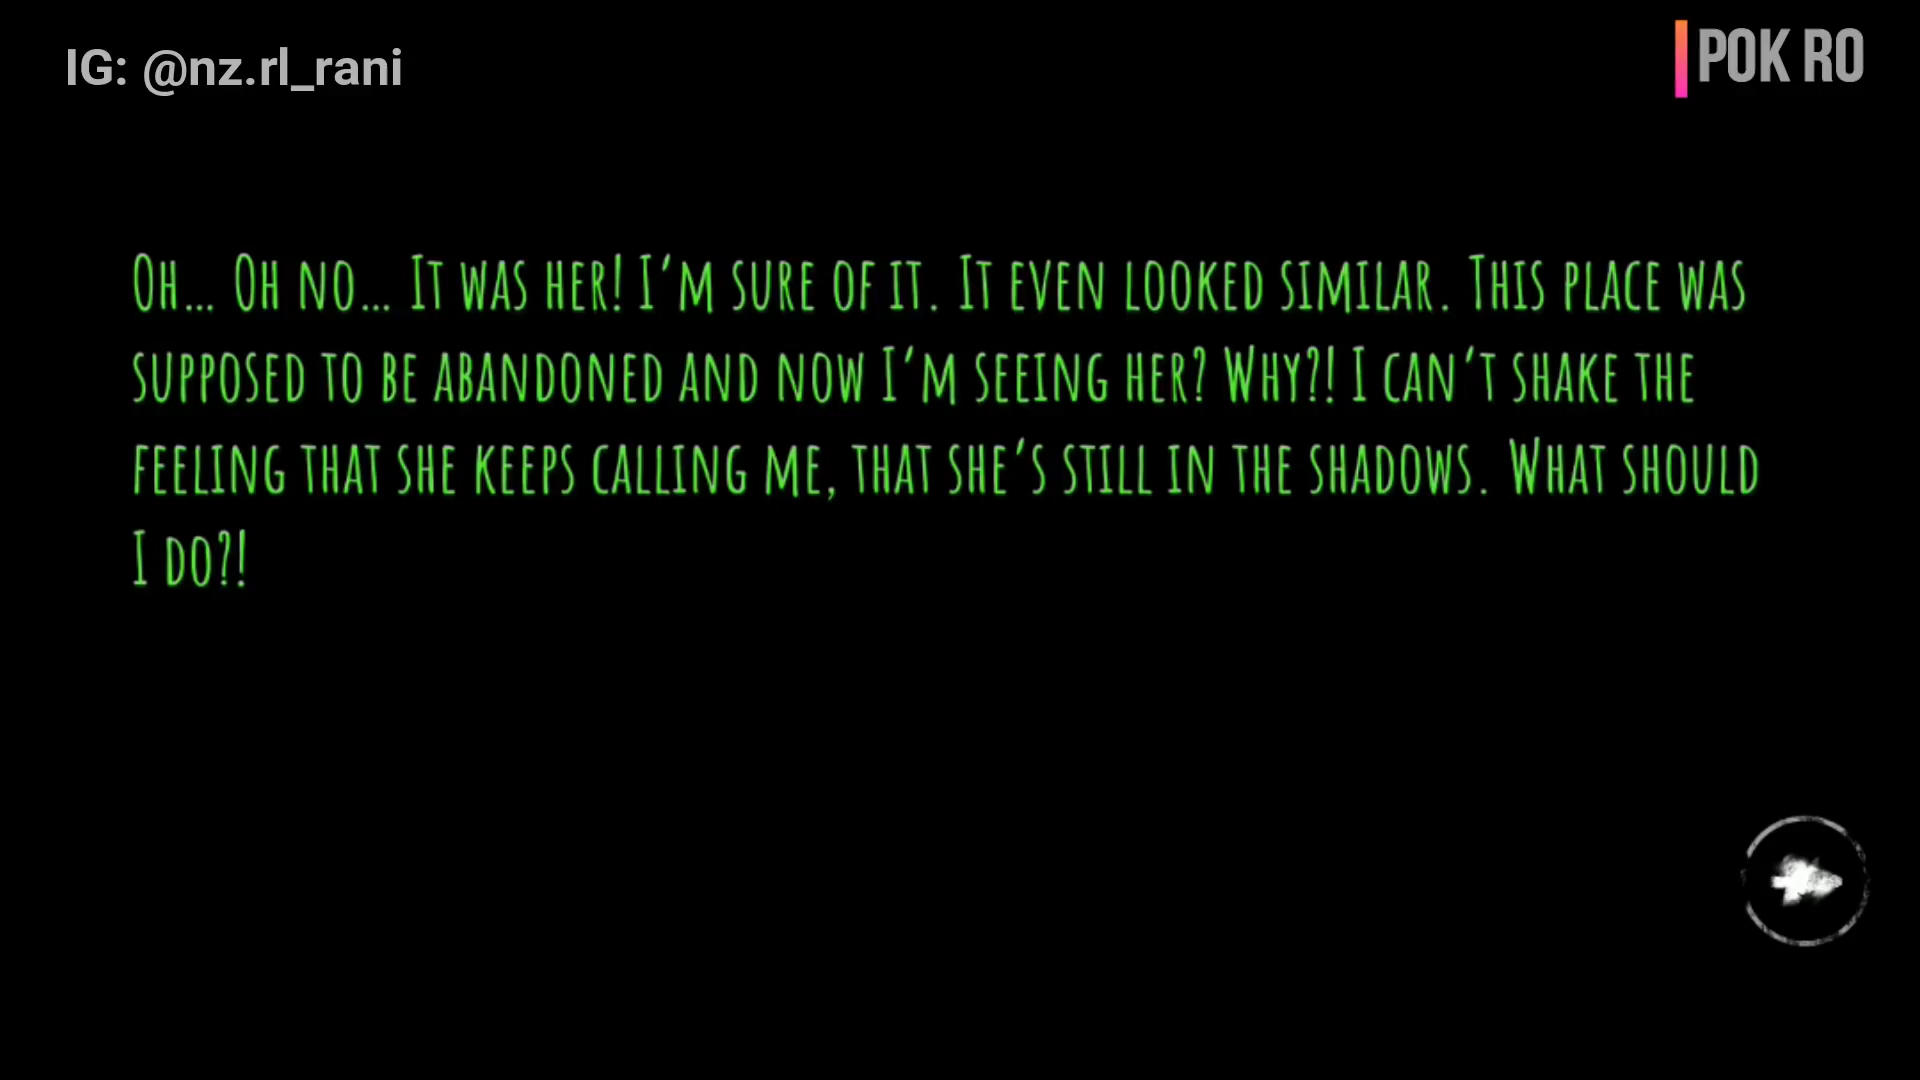 IG: @nz.rl_rani
POK RO
Oh... Oh no... It was her! I'm sure of it. It even looked similar. This place was
supposed to be abandoned and now I'm seeing her? Why?! I can't shake the
feeling that she keeps calling me, that she's still in the shadows. What should
I do?!